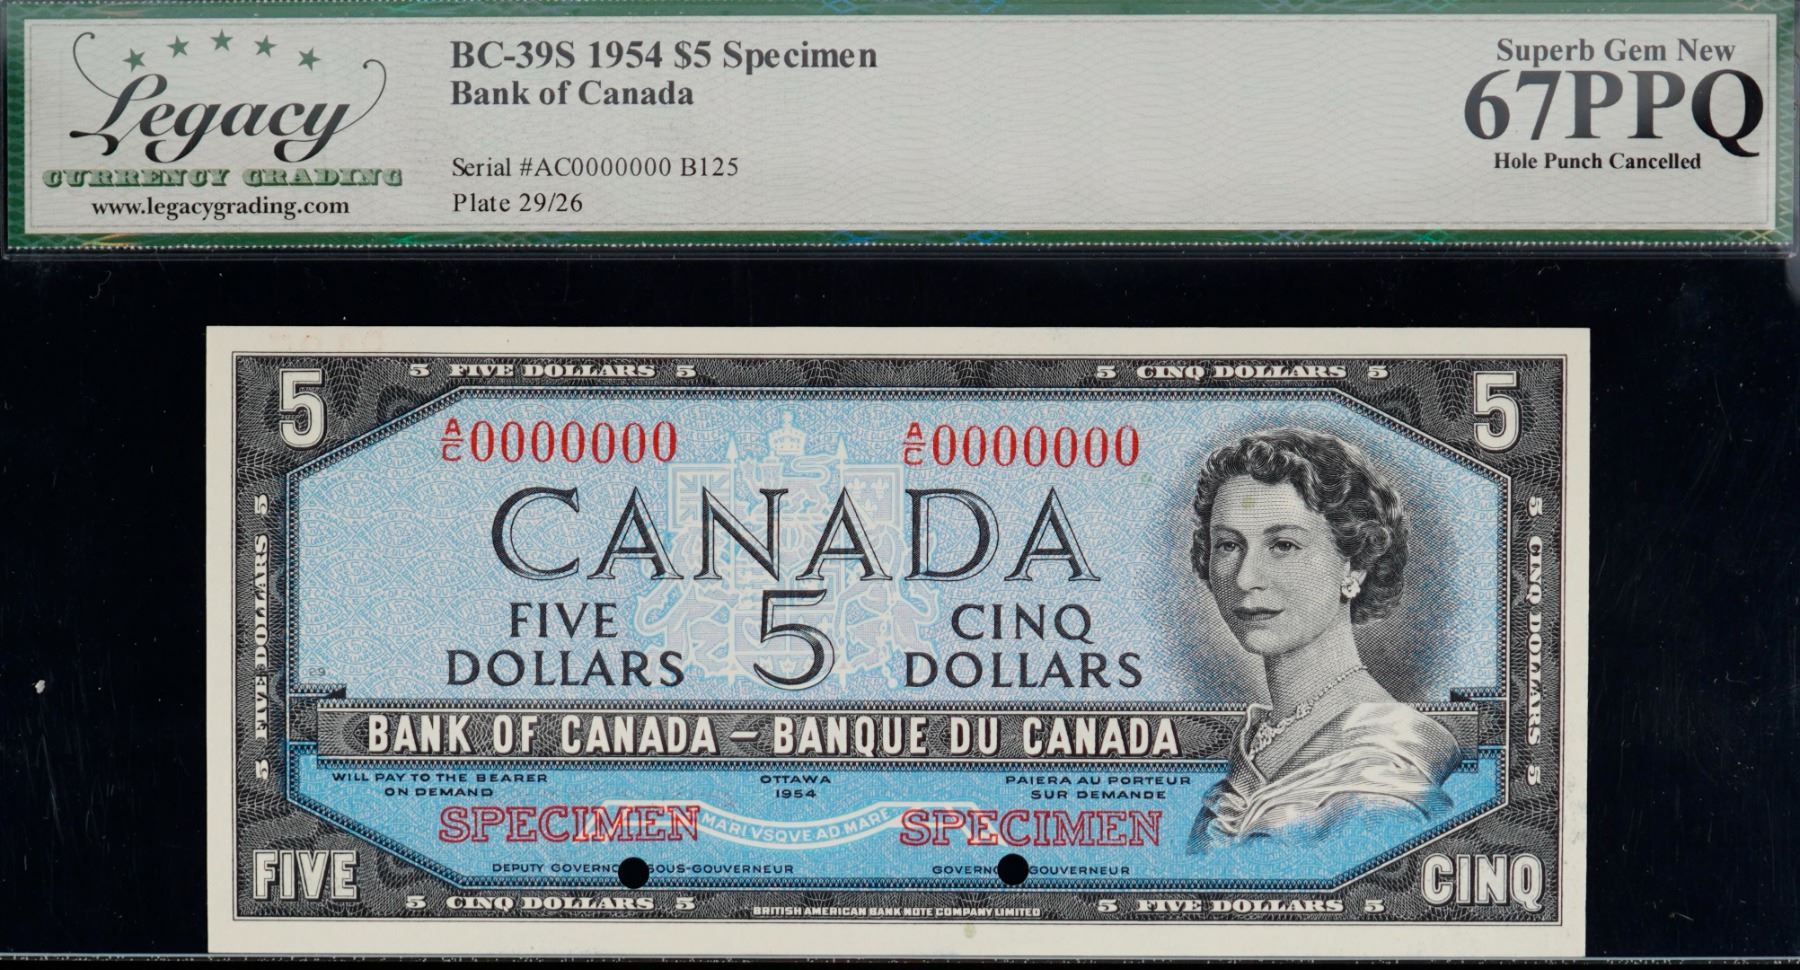 Legacy
CURRENCY GRADING
www.legacygrading.com
BC-39S 1954 $5 Specimen
Bank of Canada
Serial #AC0000000 B125
Plate 29/26
Superb Gem New
67PPQ
Hole Punch Cancelled
5 5 FIVE DOLLARS 5 5 CINQ DOLLARS 5 5
A/C 0000000 A/C 0000000
CANADA
FIVE DOLLARS 5 CINQ DOLLARS
5 FIVE DOLLARS 5
5 CINQ DOLLARS 5
29
BANK OF CANADA – BANQUE DU CANADA
WILL PAY TO THE BEARER ON DEMAND
OTTAWA 1954
PAIERA AU PORTEUR SUR DEMANDE
SPECIMEN SPECIMEN
A MARI VSQVE AD MARE
DEPUTY GOVERNO SOUS-GOUVERNEUR
GOVERN GOUVERNEUR
FIVE CINQ
5 CINQ DOLLARS 5 5 FIVE DOLLARS 5
BRITISH AMERICAN BANK NOTE COMPANY LIMITED